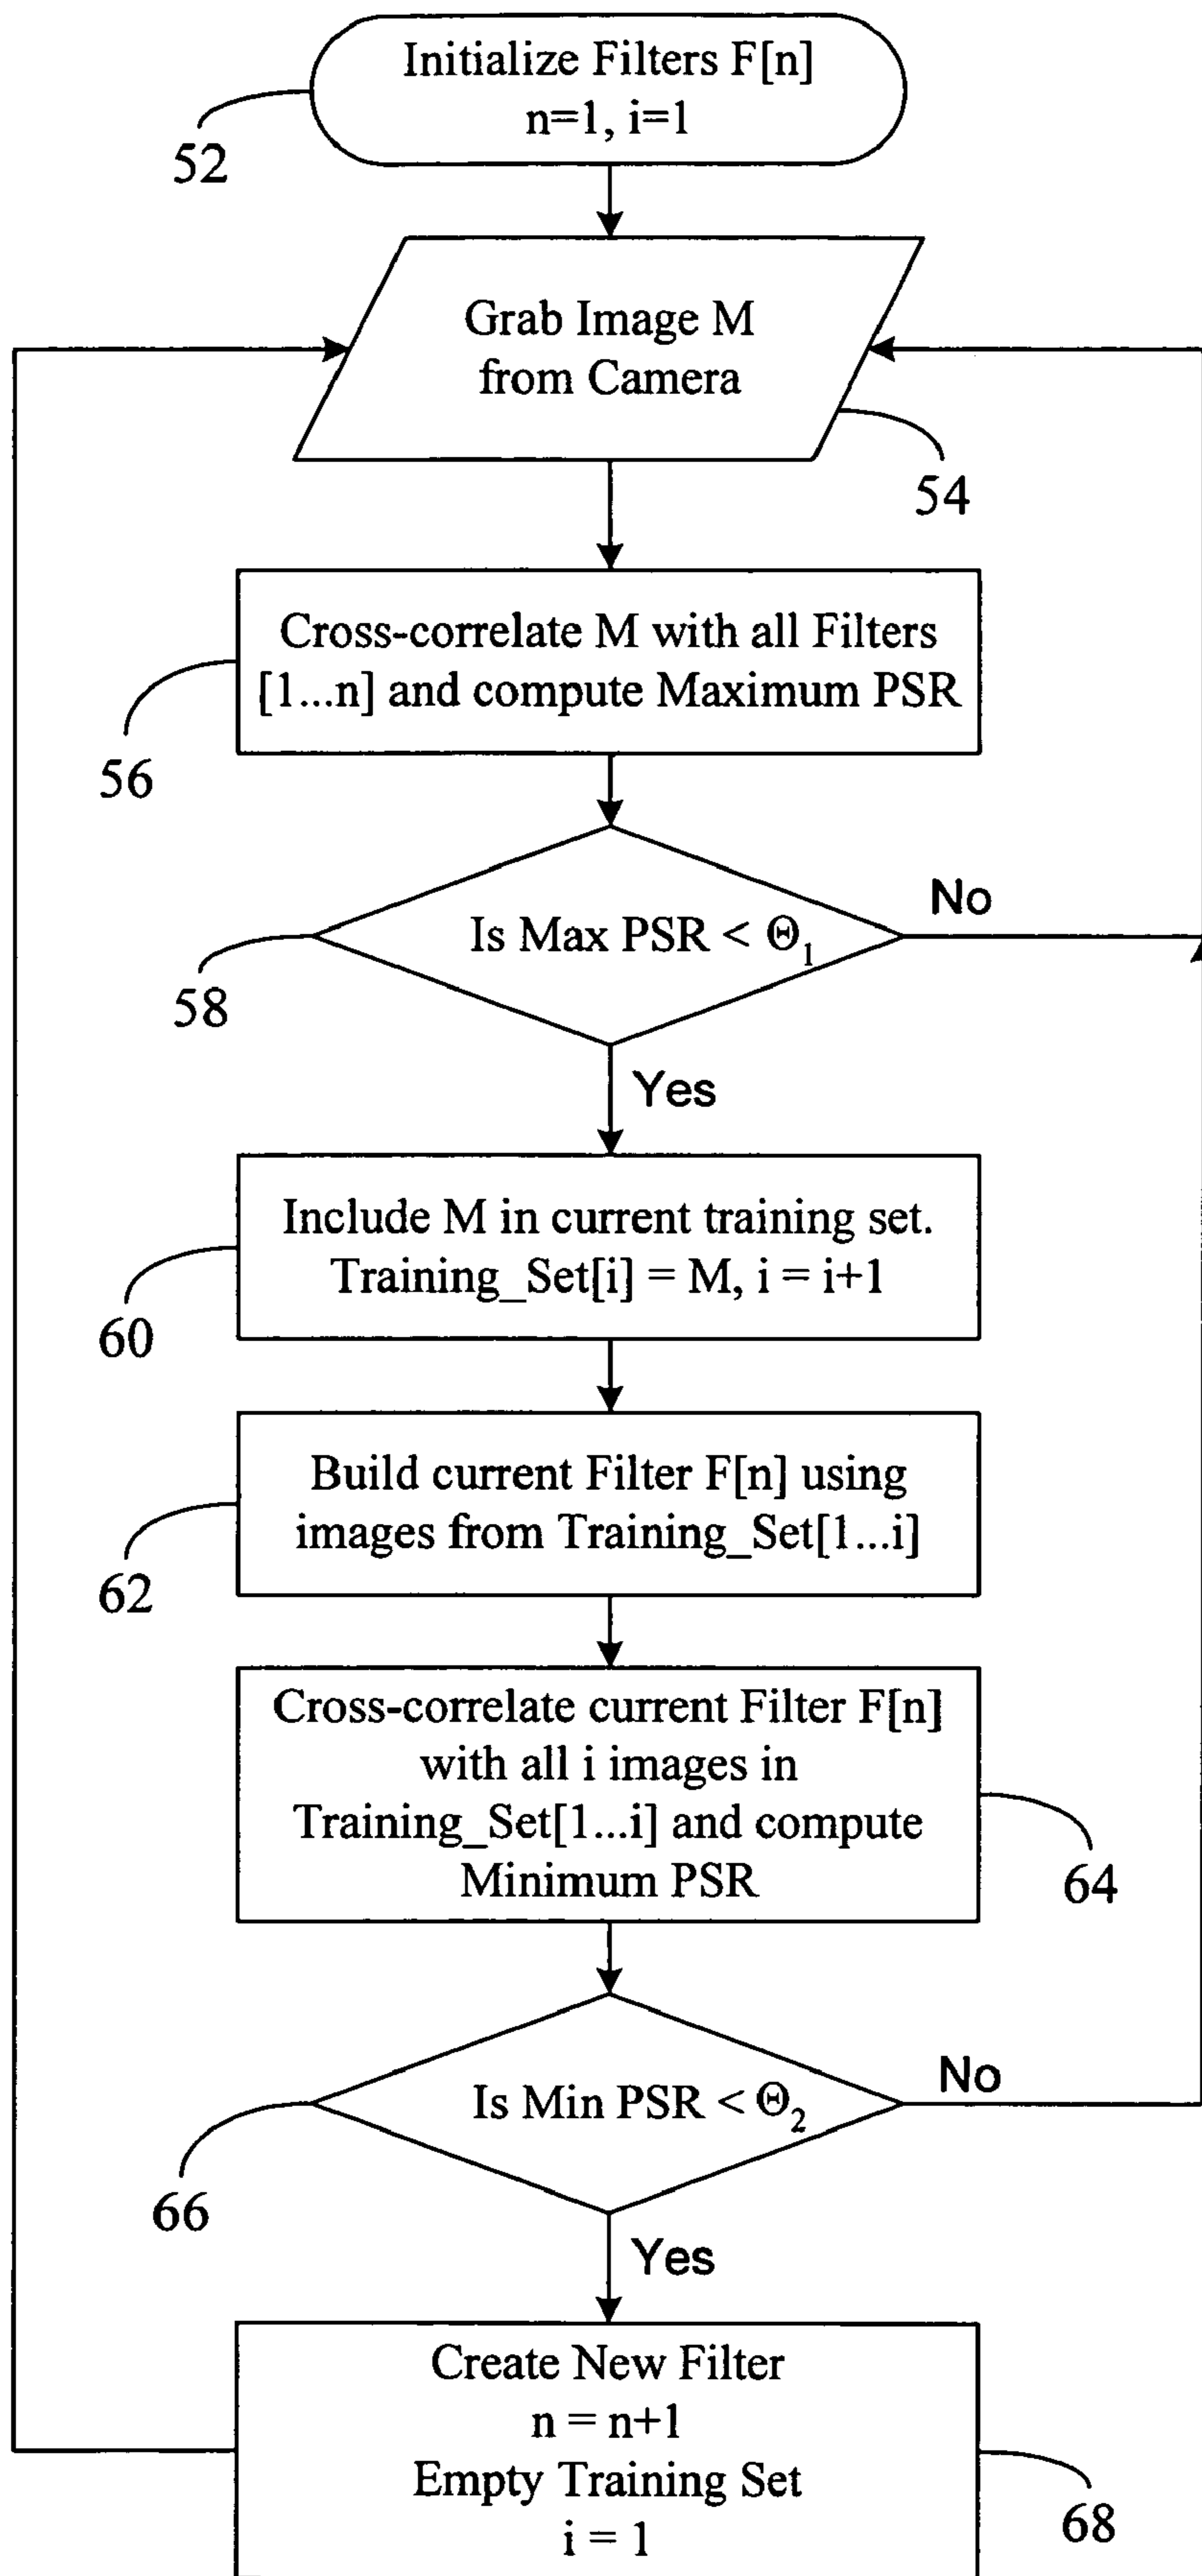 Initialize Filters F[n]
n=1, i=1
52
Grab Image M
from Camera
54
Cross-correlate M with all Filters
[1...n] and compute Maximum PSR
56
Is Max PSR < Θ₁
No
58
Yes
Include M in current training set.
Training_Set[i] = M, i = i+1
60
Build current Filter F[n] using
images from Training_Set[1...i]
62
Cross-correlate current Filter F[n]
with all i images in
Training_Set[1...i] and compute
Minimum PSR
64
Is Min PSR < Θ₂
No
66
Yes
Create New Filter
n = n+1
Empty Training Set
i = 1
68